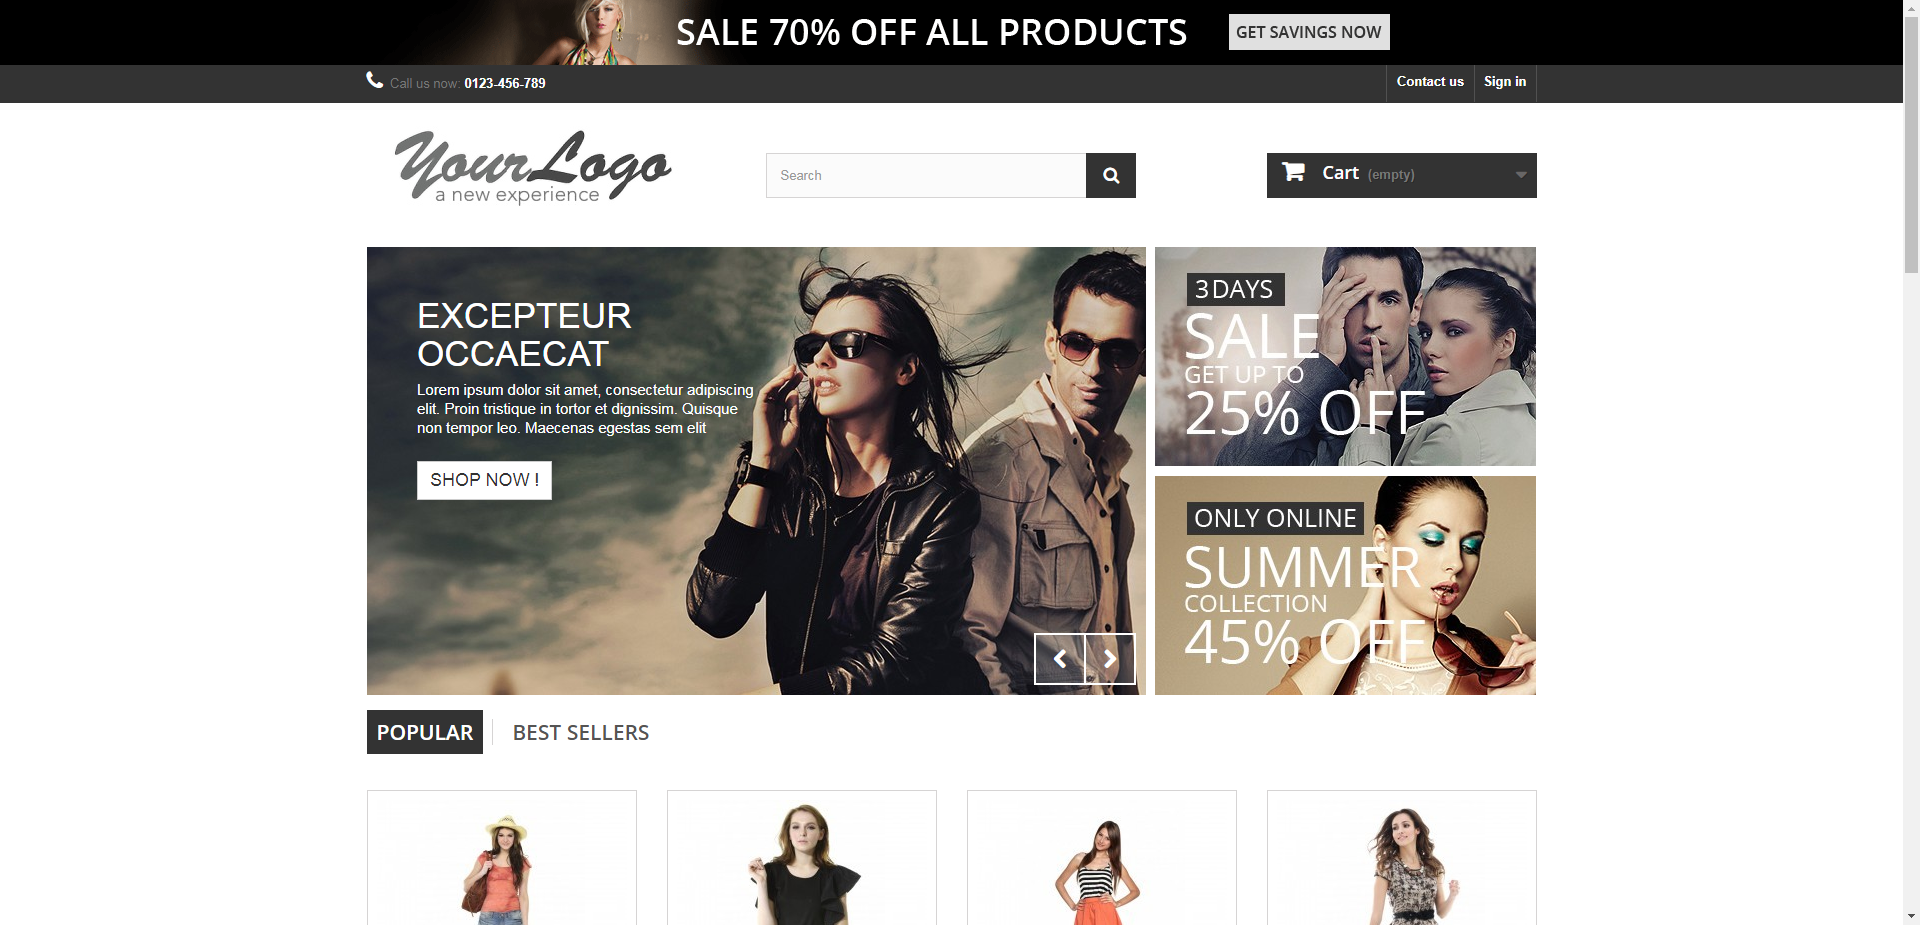 SALE 70% OFF ALL PRODUCTS
GET SAVINGS NOW
Call us now: 0123-456-789
Contact us
Sign in
YourLogo
a new experience
Search
Cart (empty)
EXCEPTEUR
OCCAECAT
Lorem ipsum dolor sit amet, consectetur adipiscing
elit. Proin tristique in tortor et dignissim. Quisque
non tempor leo. Maecenas egestas sem elit
SHOP NOW !
3DAYS
SALE
GET UP TO
25% OFF
ONLY ONLINE
SUMMER
COLLECTION
45% OFF
POPULAR
BEST SELLERS